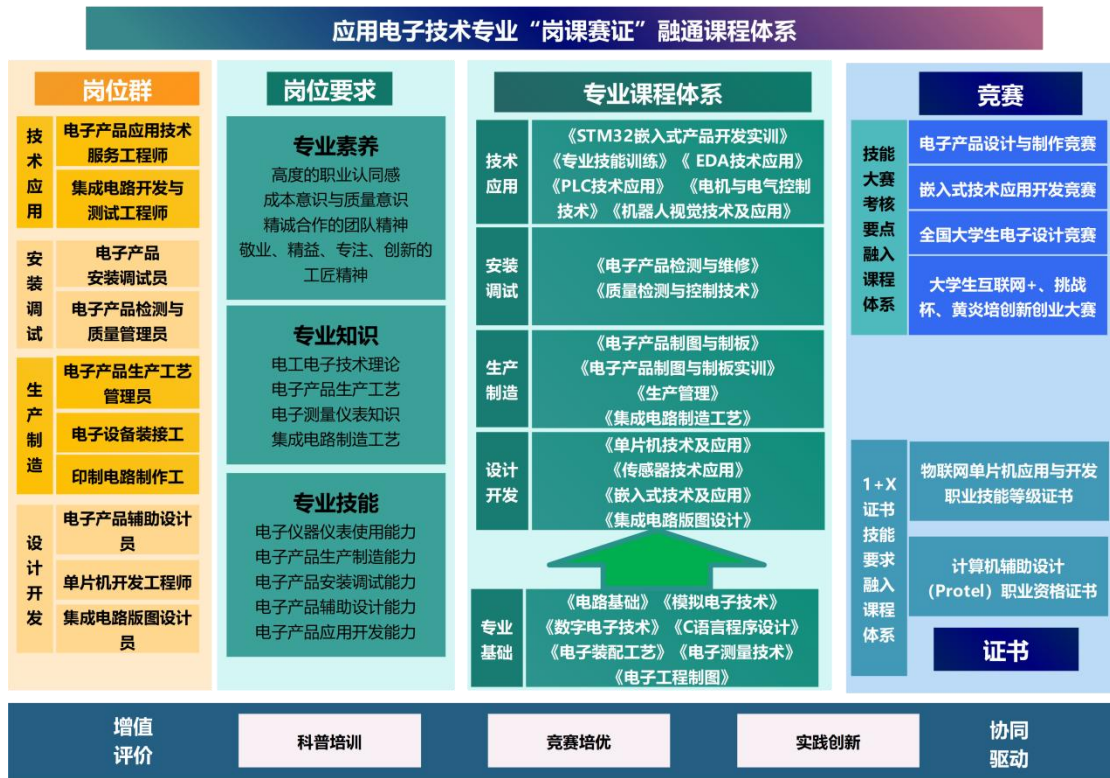 应用电子技术专业“岗课赛证”融通课程体系
岗位群
技术应用
电子产品应用技术
服务工程师
集成电路开发与
测试工程师
安装调试
电子产品
安装调试员
电子产品检测与
质量管理员
生产制造
电子产品生产工艺
管理员
电子设备装接工
印制电路制作工
设计开发
电子产品辅助设计
员
单片机开发工程师
集成电路版图设计
员
岗位要求
专业素养
高度的职业认同感
成本意识与质量意识
精诚合作的团队精神
敬业、精益、专注、创新的
工匠精神
专业知识
电工电子技术理论
电子产品生产工艺
电子测量仪表知识
集成电路制造工艺
专业技能
电子仪器仪表使用能力
电子产品生产制造能力
电子产品安装调试能力
电子产品辅助设计能力
电子产品应用开发能力
专业课程体系
技术
应用
《STM32嵌入式产品开发实训》
《专业技能训练》《 EDA技术应用》
《PLC技术应用》 《电机与电气控制
技术》《机器人视觉技术及应用》
安装
调试
《电子产品检测与维修》
《质量检测与控制技术》
生产
制造
《电子产品制图与制板》
《电子产品制图与制板实训》
《生产管理》
《集成电路制造工艺》
设计
开发
《单片机技术及应用》
《传感器技术应用》
《嵌入式技术及应用》
《集成电路版图设计》
专业
基础
《电路基础》《模拟电子技术》
《数字电子技术》《C语言程序设计》
《电子装配工艺》《电子测量技术》
《电子工程制图》
竞赛
技能
大赛
考核
要点
融入
课程
体系
电子产品设计与制作竞赛
嵌入式技术应用开发竞赛
全国大学生电子设计竞赛
大学生互联网+、挑战
杯、黄炎培创新创业大赛
1+X
证书
技能
要求
融入
课程
体系
物联网单片机应用与开发
职业技能等级证书
计算机辅助设计
（Protel）职业资格证书
证书
增值
评价
科普培训
竞赛培优
实践创新
协同
驱动